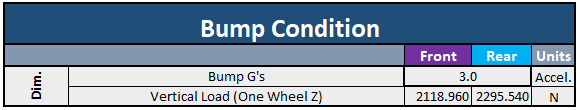 Bump Condition
Front Rear Units
Dim.
Bump G's 3.0 Accel.
Vertical Load (One Wheel Z) 2118.960 2295.540 N